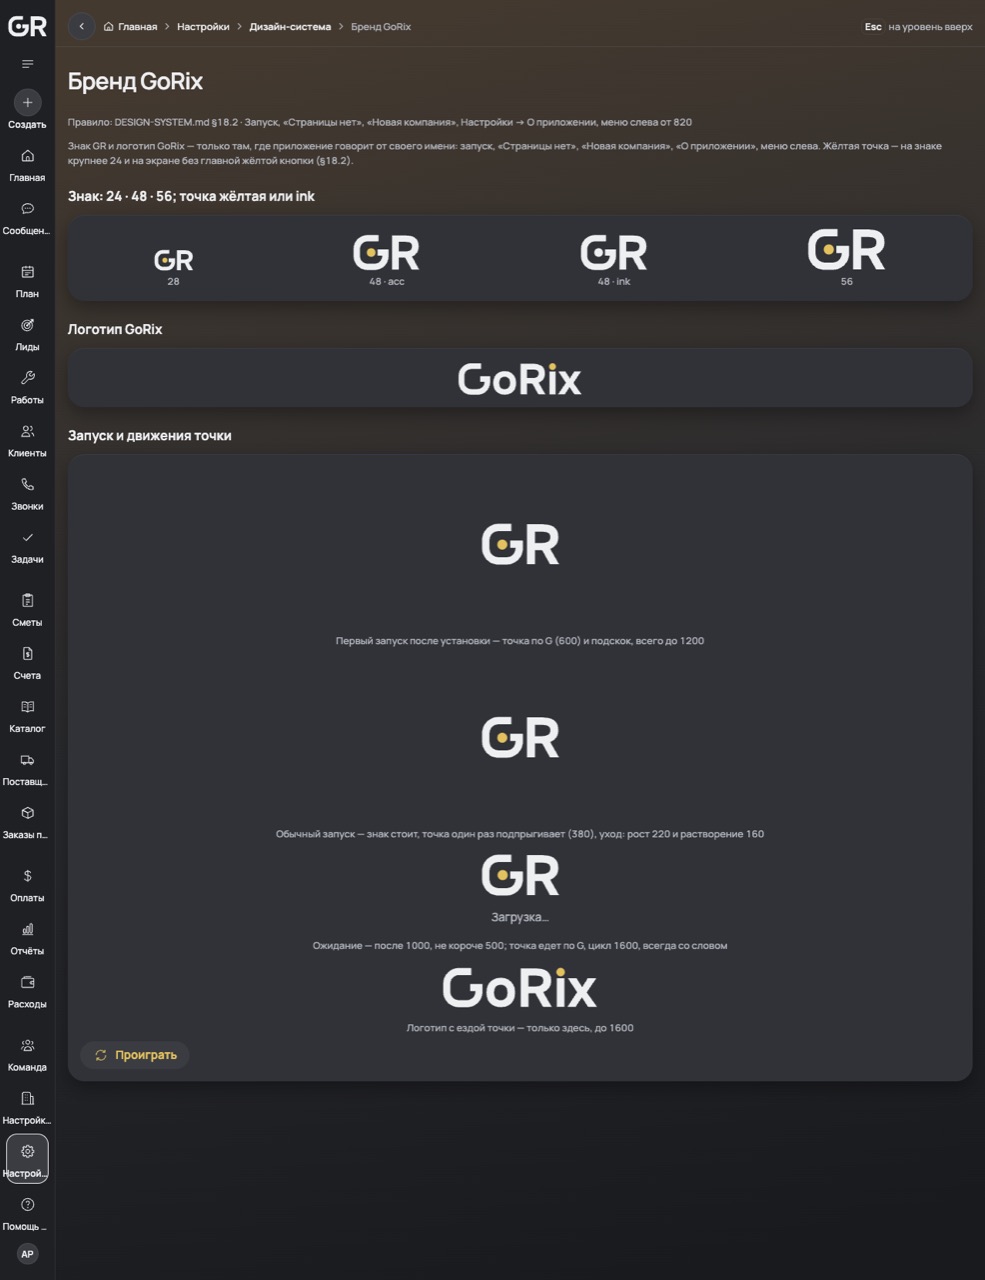 GR
Создать
Главная
Сообщен...
План
Лиды
Работы
Клиенты
Звонки
Задачи
Сметы
Счета
Каталог
Поставщ...
Заказы п...
Оплаты
Отчёты
Расходы
Команда
Настройк...
Настрой...
Помощь ...
AP
Главная > Настройки > Дизайн-система > Бренд GoRix
Esc на уровень вверх
Бренд GoRix
Правило: DESIGN-SYSTEM.md §18.2 · Запуск, «Страницы нет», «Новая компания», Настройки → О приложении, меню слева от 820
Знак GR и логотип GoRix — только там, где приложение говорит от своего имени: запуск, «Страницы нет», «Новая компания», «О приложении», меню слева. Жёлтая точка — на знаке
крупнее 24 и на экране без главной жёлтой кнопки (§18.2).
Знак: 24 · 48 · 56; точка жёлтая или ink
GR GR GR GR
28 48 · acc 48 · ink 56
Логотип GoRix
GoRix
Запуск и движения точки
GR
Первый запуск после установки — точка по G (600) и подскок, всего до 1200
GR
Обычный запуск — знак стоит, точка один раз подпрыгивает (380), уход: рост 220 и растворение 160
GR
Загрузка...
Ожидание — после 1000, не короче 500; точка едет по G, цикл 1600, всегда со словом
GoRix
Логотип с ездой точки — только здесь, до 1600
Проиграть